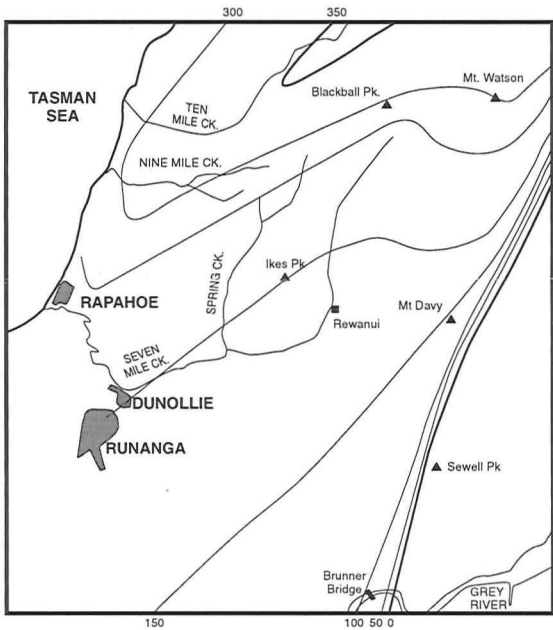 300 350
Mt. Watson
Blackball Pk.
TASMAN
SEA
TEN
MILE CK.
NINE MILE CK.
Ikes Pk
SPRING CK.
RAPAHOE
Mt Davy
Rewanui
SEVEN
MILE CK.
DUNOLLIE
RUNANGA
Sewell Pk
Brunner
Bridge
GREY
RIVER
150 100 50 0